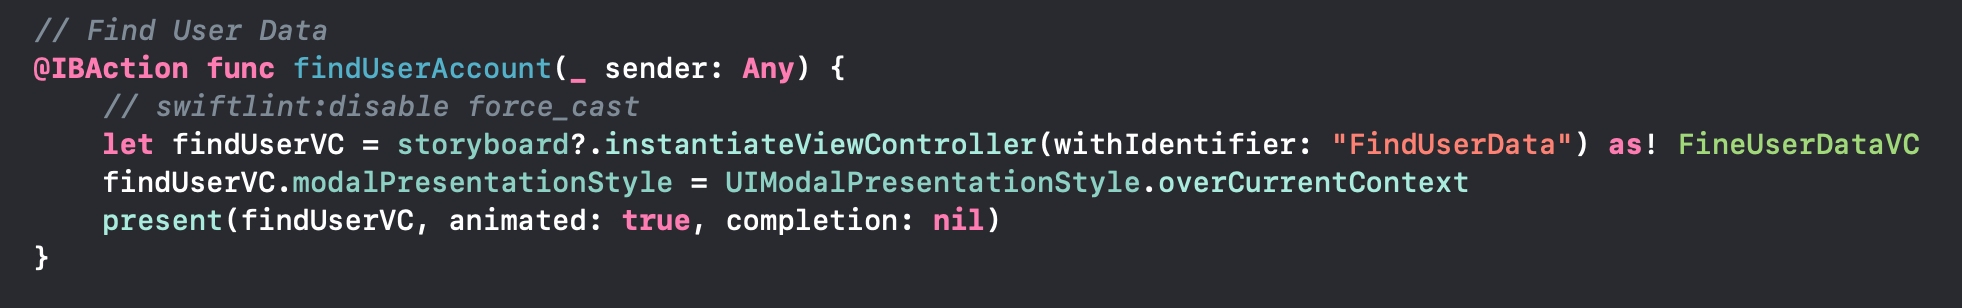 // Find User Data
@IBAction func findUserAccount(_ sender: Any) {
// swiftlint:disable force_cast
let findUserVC = storyboard?.instantiateViewController(withIdentifier: "FindUserData") as! FineUserDataVC
findUserVC.modalPresentationStyle = UIModalPresentationStyle.overCurrentContext
present(findUserVC, animated: true, completion: nil)
}